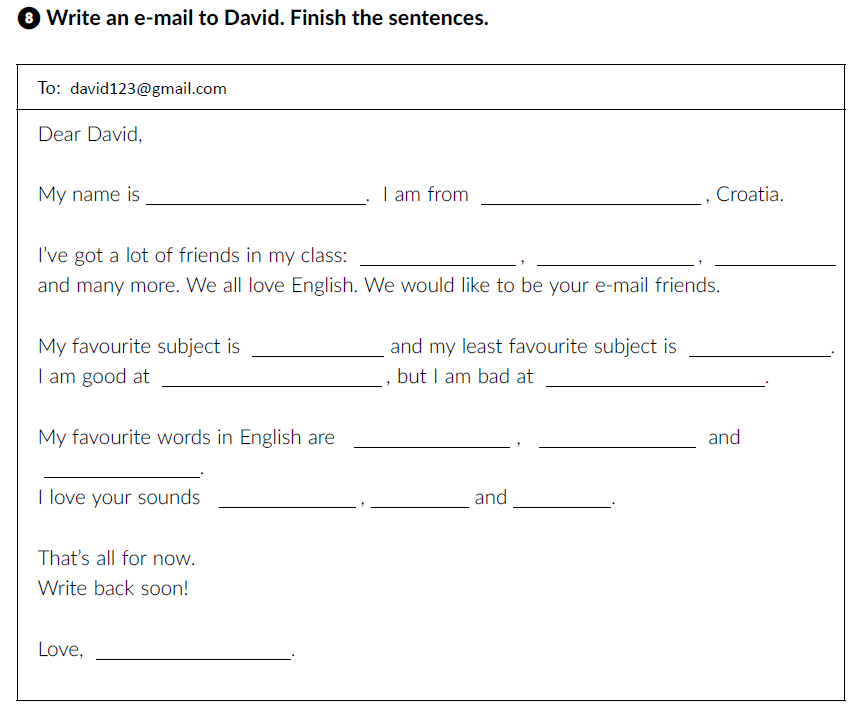 8 Write an e-mail to David. Finish the sentences.
To: david123@gmail.com
Dear David,
My name is ____________________. I am from ____________________, Croatia.
I've got a lot of friends in my class: ______________, ______________, ___________
and many more. We all love English. We would like to be your e-mail friends.
My favourite subject is ____________ and my least favourite subject is _____________.
I am good at ____________________, but I am bad at ____________________.
My favourite words in English are ______________, ______________ and
______________.
I love your sounds ____________, _________ and _________.
That's all for now.
Write back soon!
Love, __________________.